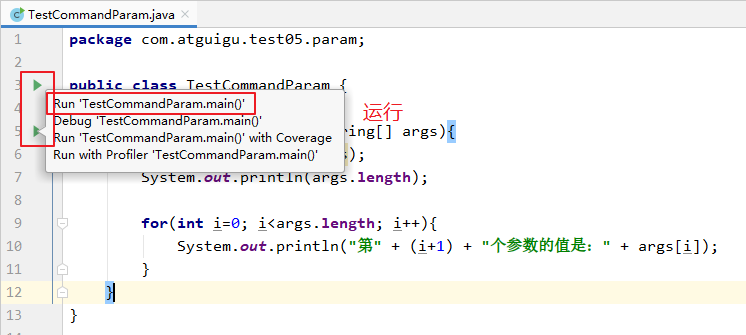 TestCommandParam.java
1 package com.atguigu.test05.param;
2
3 public class TestCommandParam {
4 Run 'TestCommandParam.main()'
Debug 'TestCommandParam.main()'
运行
5 ring[] args){
Run 'TestCommandParam.main()' with Coverage
6 s);
Run with Profiler 'TestCommandParam.main()'
7 System.out.println(args.length);
8
9 for(int i=0; i<args.length; i++){
10 System.out.println("第" + (i+1) + "个参数的值是：" + args[i]);
11 }
12 }
13 }